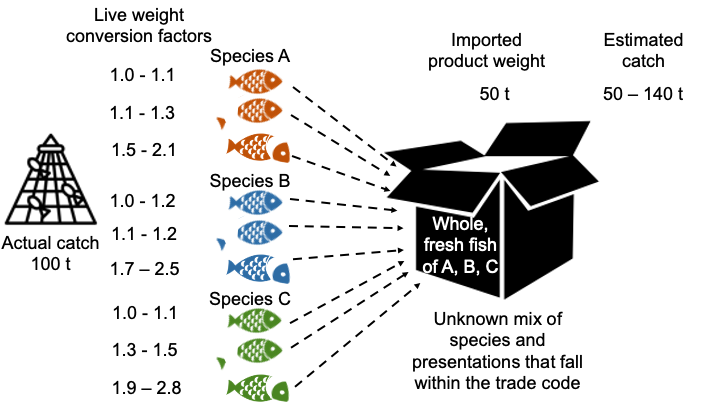 Live weight
conversion factors
Imported
product weight
Estimated
catch
Species A
1.0 - 1.1
50 t
50 – 140 t
1.1 - 1.3
1.5 - 2.1
Species B
1.0 - 1.2
1.1 - 1.2
1.7 – 2.5
Actual catch
100 t
Whole,
fresh fish
of A, B, C
Species C
1.0 - 1.1
1.3 - 1.5
1.9 – 2.8
Unknown mix of
species and
presentations that fall
within the trade code